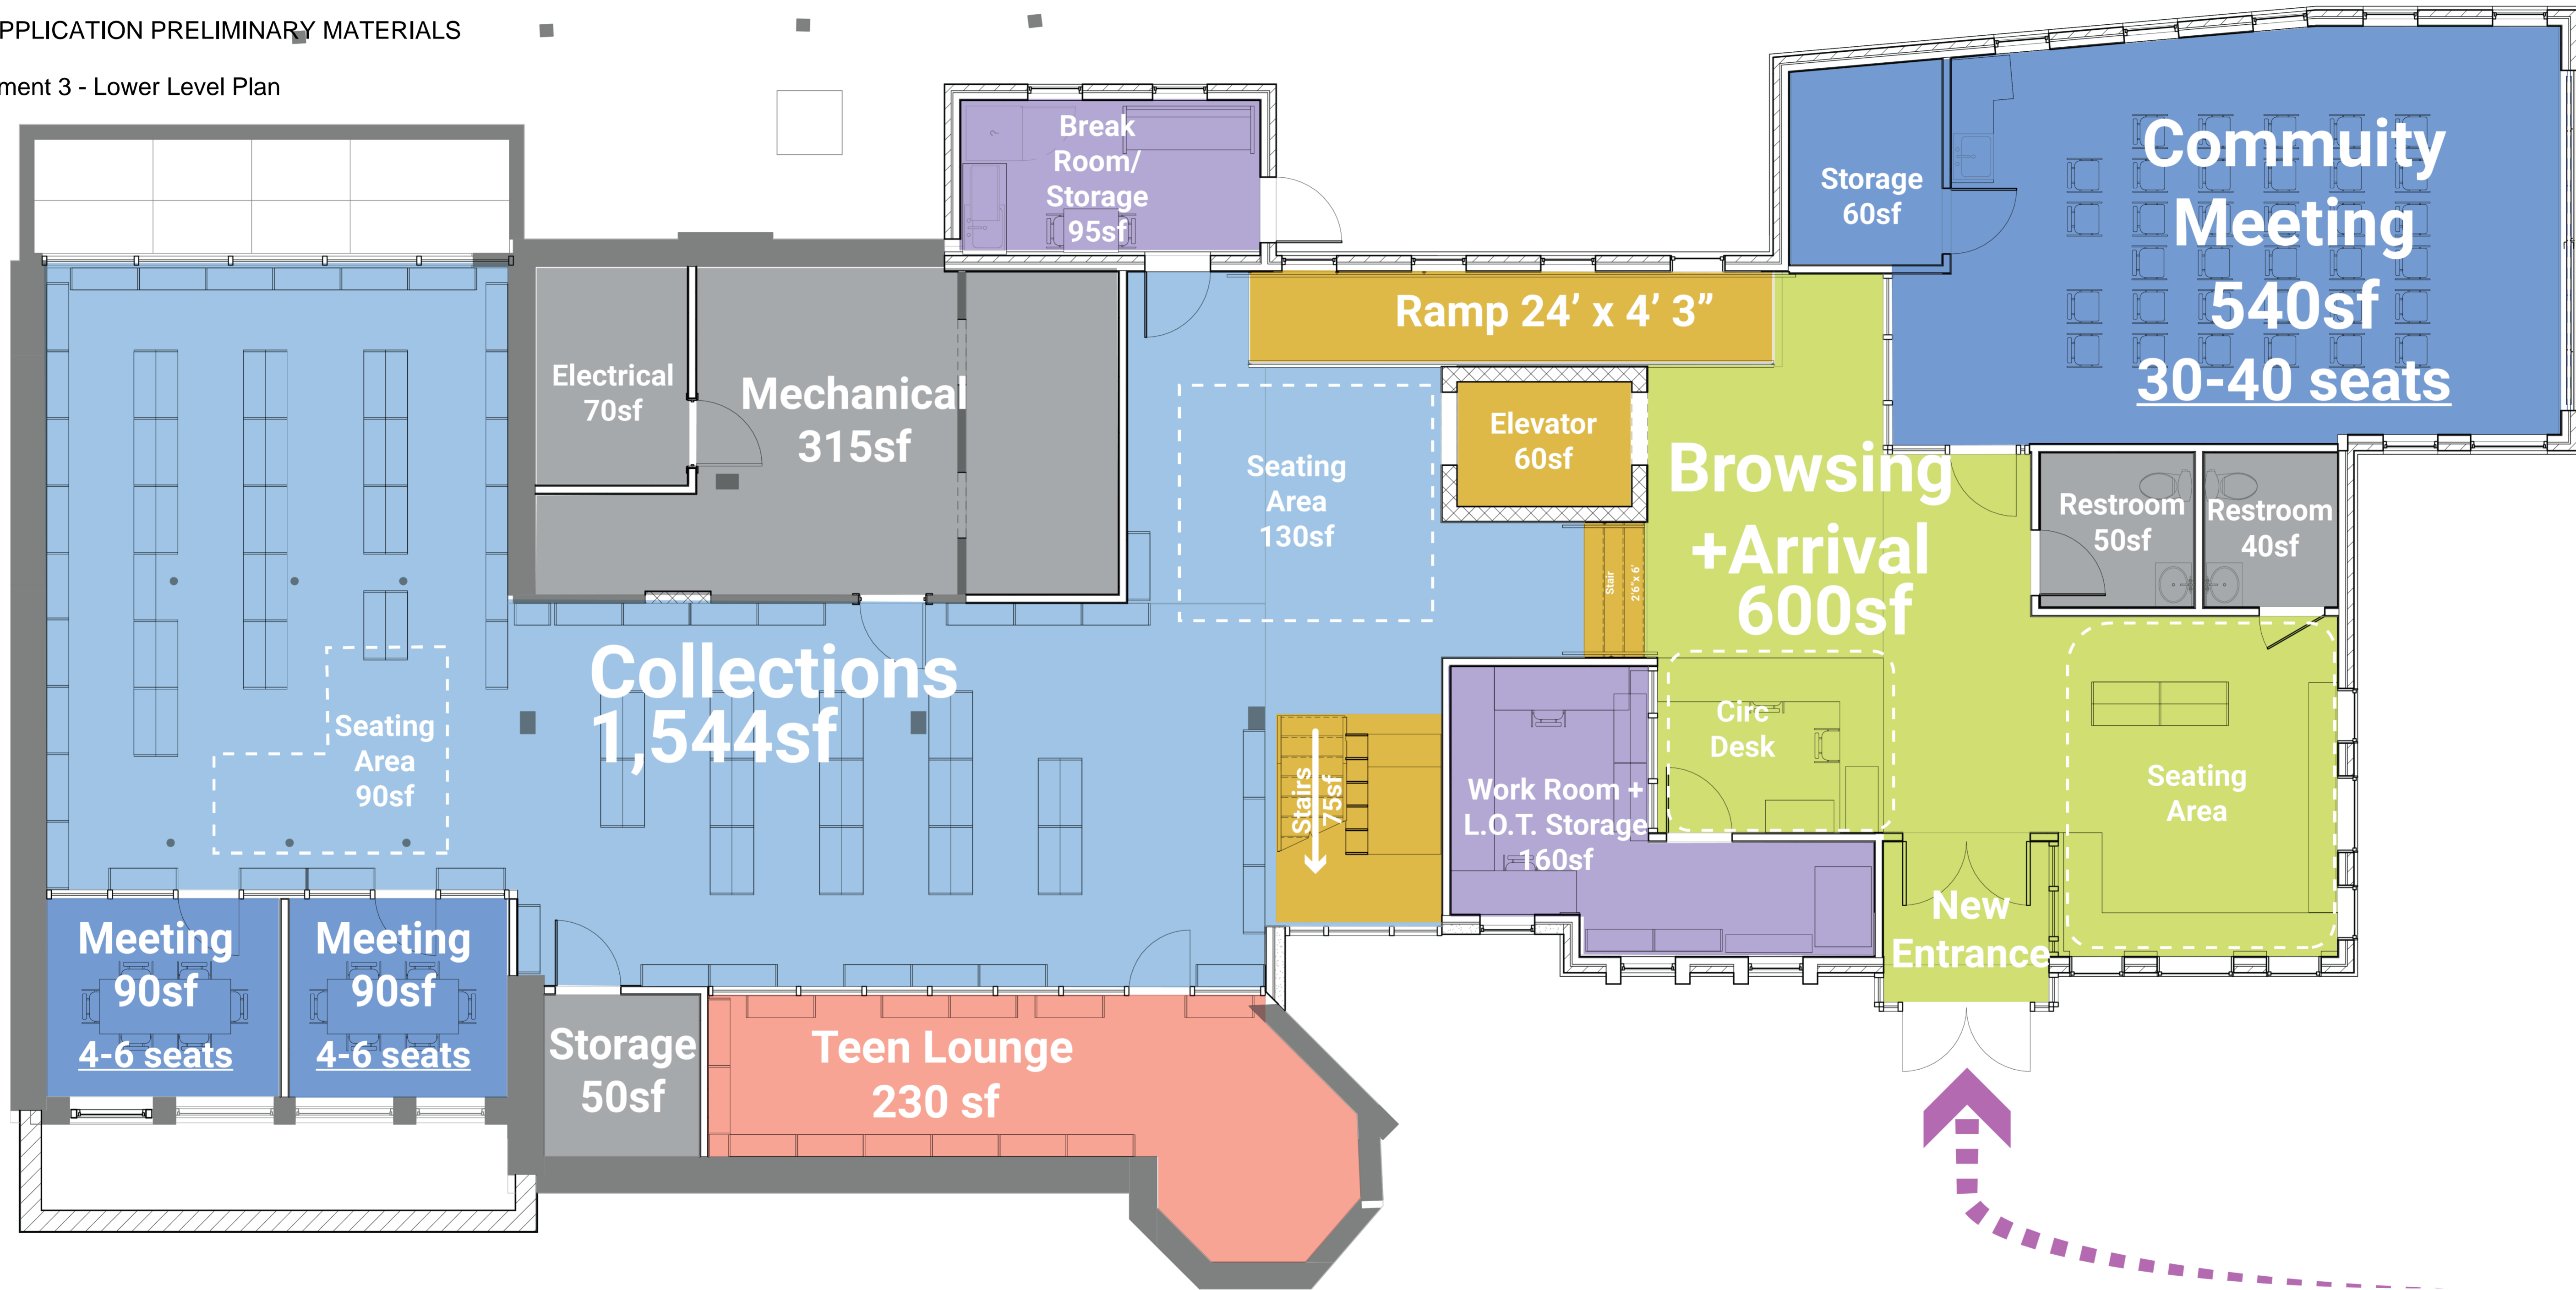 PPLICATION PRELIMINARY MATERIALS
ment 3 - Lower Level Plan
Break
Room/
Storage
95sf
Storage
60sf
Commuity
Meeting
540sf
30-40 seats
Ramp 24’ x 4’ 3”
Electrical
70sf
Mechanical
315sf
Seating
Area
130sf
Elevator
60sf
Browsing
+Arrival
600sf
Restroom
50sf
Restroom
40sf
Stair
2'6"x 6'
Collections
1,544sf
Seating
Area
90sf
Stairs
75sf
Work Room +
L.O.T. Storage
160sf
Circ
Desk
Seating
Area
New
Entrance
Meeting
90sf
4-6 seats
Meeting
90sf
4-6 seats
Storage
50sf
Teen Lounge
230 sf